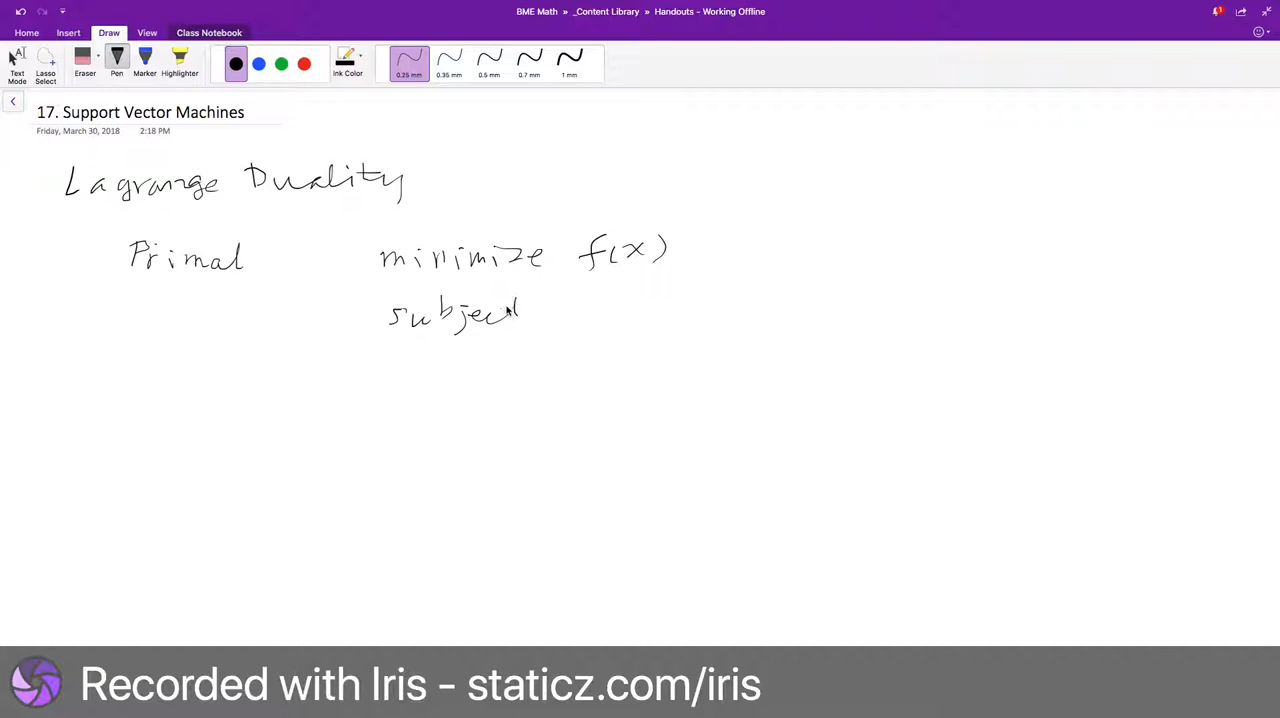 BME Math » _Content Library » Handouts - Working Offline
Home Insert Draw View Class Notebook
Text Mode
Lasso Select
Eraser
Pen
Marker
Highlighter
Ink Color
0.25 mm
0.35 mm
0.5 mm
0.7 mm
1 mm
17. Support Vector Machines
Friday, March 30, 2018 2:18 PM
Lagrange Duality
Primal minimize f(x)
subject
Recorded with Iris - staticz.com/iris